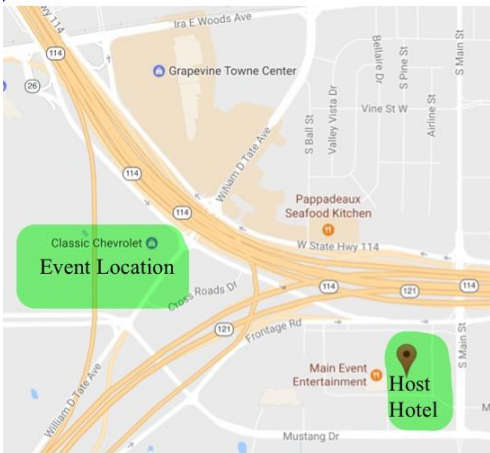 Hwy 114
Ira E Woods Ave
114
26
Grapevine Towne Center
Bellaire Dr
S Pine St
S Main St
Vine St W
Airline St
Valley Vista Dr
S Ball St
William D Tate Ave
114
114
Pappadeaux
Seafood Kitchen
W State Hwy 114
Classic Chevrolet
Event Location
Cross Roads Dr
114
121
114
121
Frontage Rd
S Main St
Main Event
Entertainment
Host
Hotel
William D Tate Ave
Mustang Dr